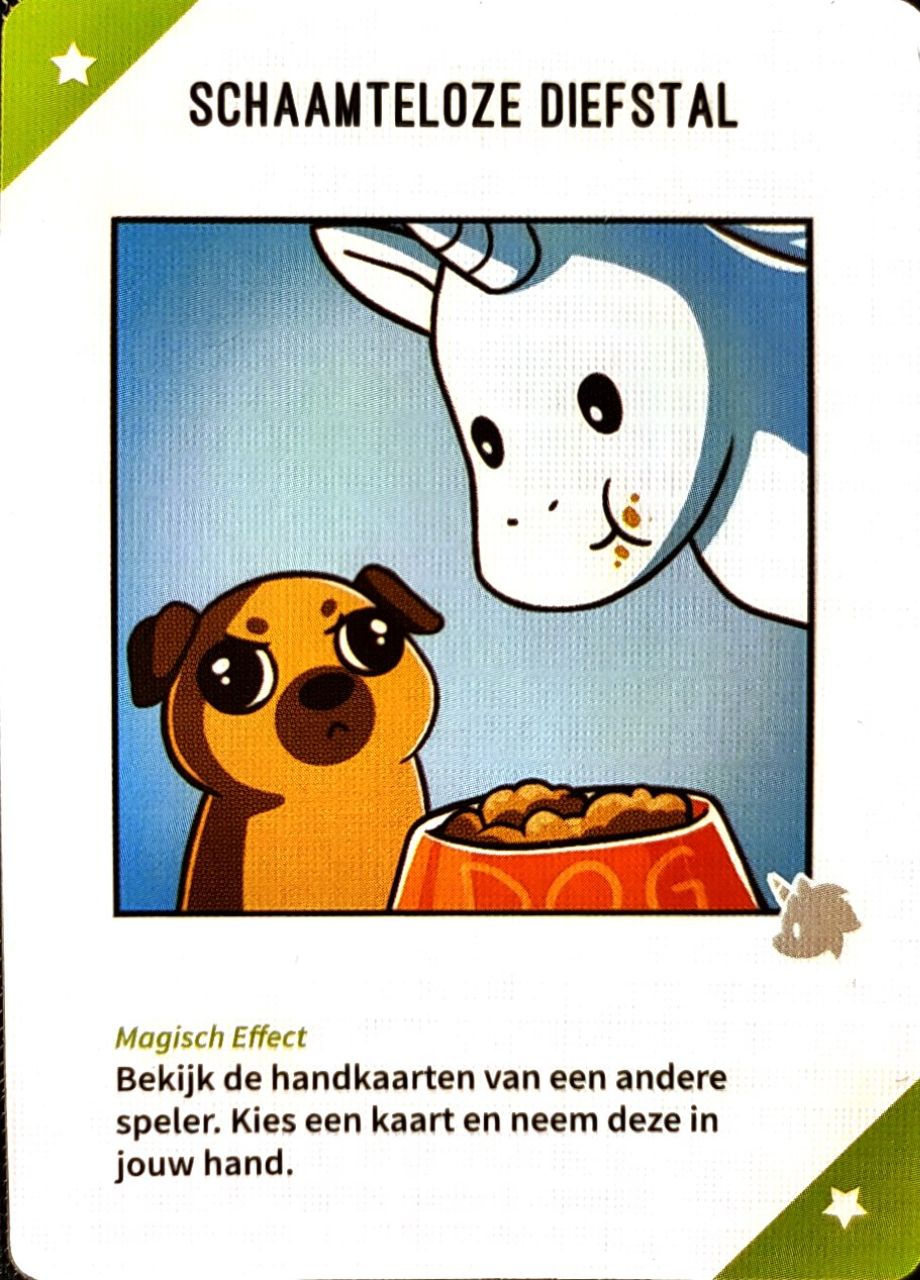 SCHAAMTELOZE DIEFSTAL
DOG
Magisch Effect
Bekijk de handkaarten van een andere
speler. Kies een kaart en neem deze in
jouw hand.